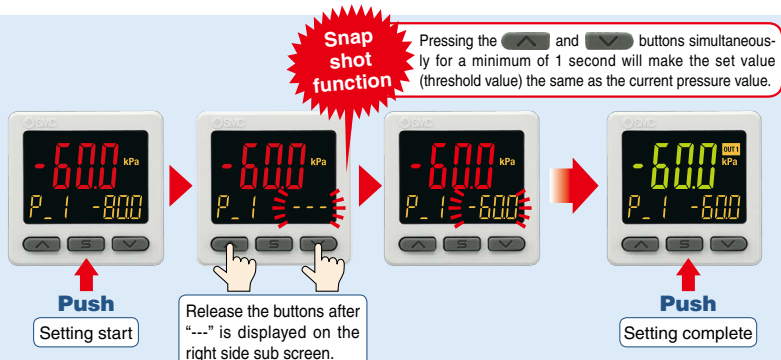 Snap
shot
function
Pressing the and buttons simultaneous-
ly for a minimum of 1 second will make the set value
(threshold value) the same as the current pressure value.
SMC
-60.0 kPa
P_1 -80.0
S
Push
Setting start
SMC
-60.0 kPa
P_1 ---
S
Release the buttons after
"---" is displayed on the
right side sub screen.
SMC
-60.0 kPa
P_1 -60.0
S
SMC
OUT1
-60.0 kPa
P_1 -60.0
S
Push
Setting complete